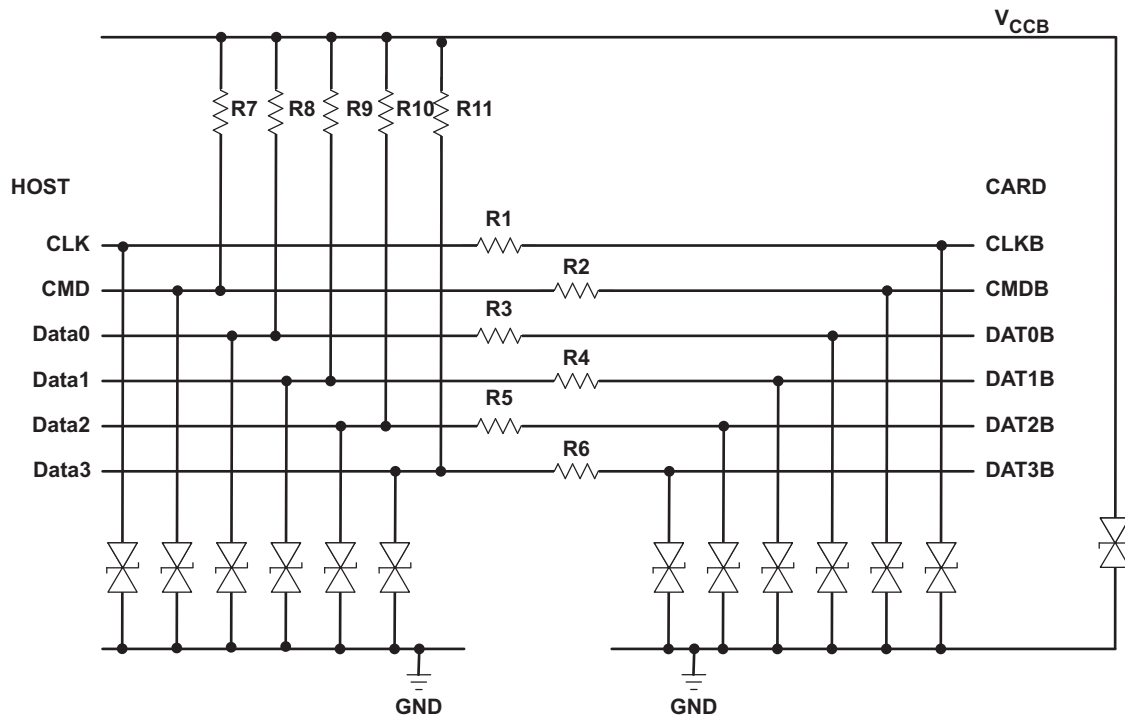 VCCB
R7 R8 R9 R10 R11
HOST
CARD
R1
CLK
CLKB
R2
CMD
CMDB
R3
Data0
DAT0B
R4
Data1
DAT1B
R5
Data2
DAT2B
R6
Data3
DAT3B
GND
GND